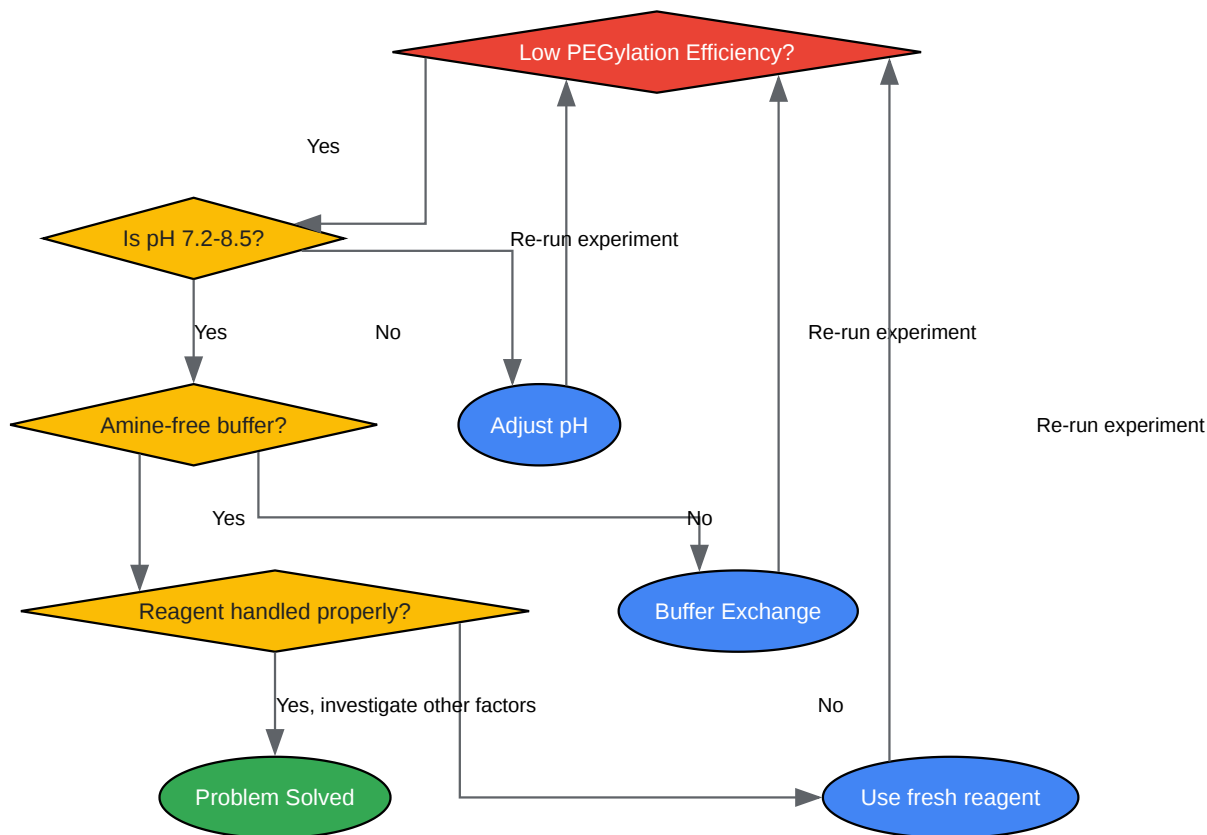 Low PEGylation Efficiency?
Yes
Is pH 7.2-8.5?
Re-run experiment
Yes
No
Re-run experiment
Amine-free buffer?
Adjust pH
Re-run experiment
Yes
No
Reagent handled properly?
Buffer Exchange
Yes, investigate other factors
No
Problem Solved
Use fresh reagent